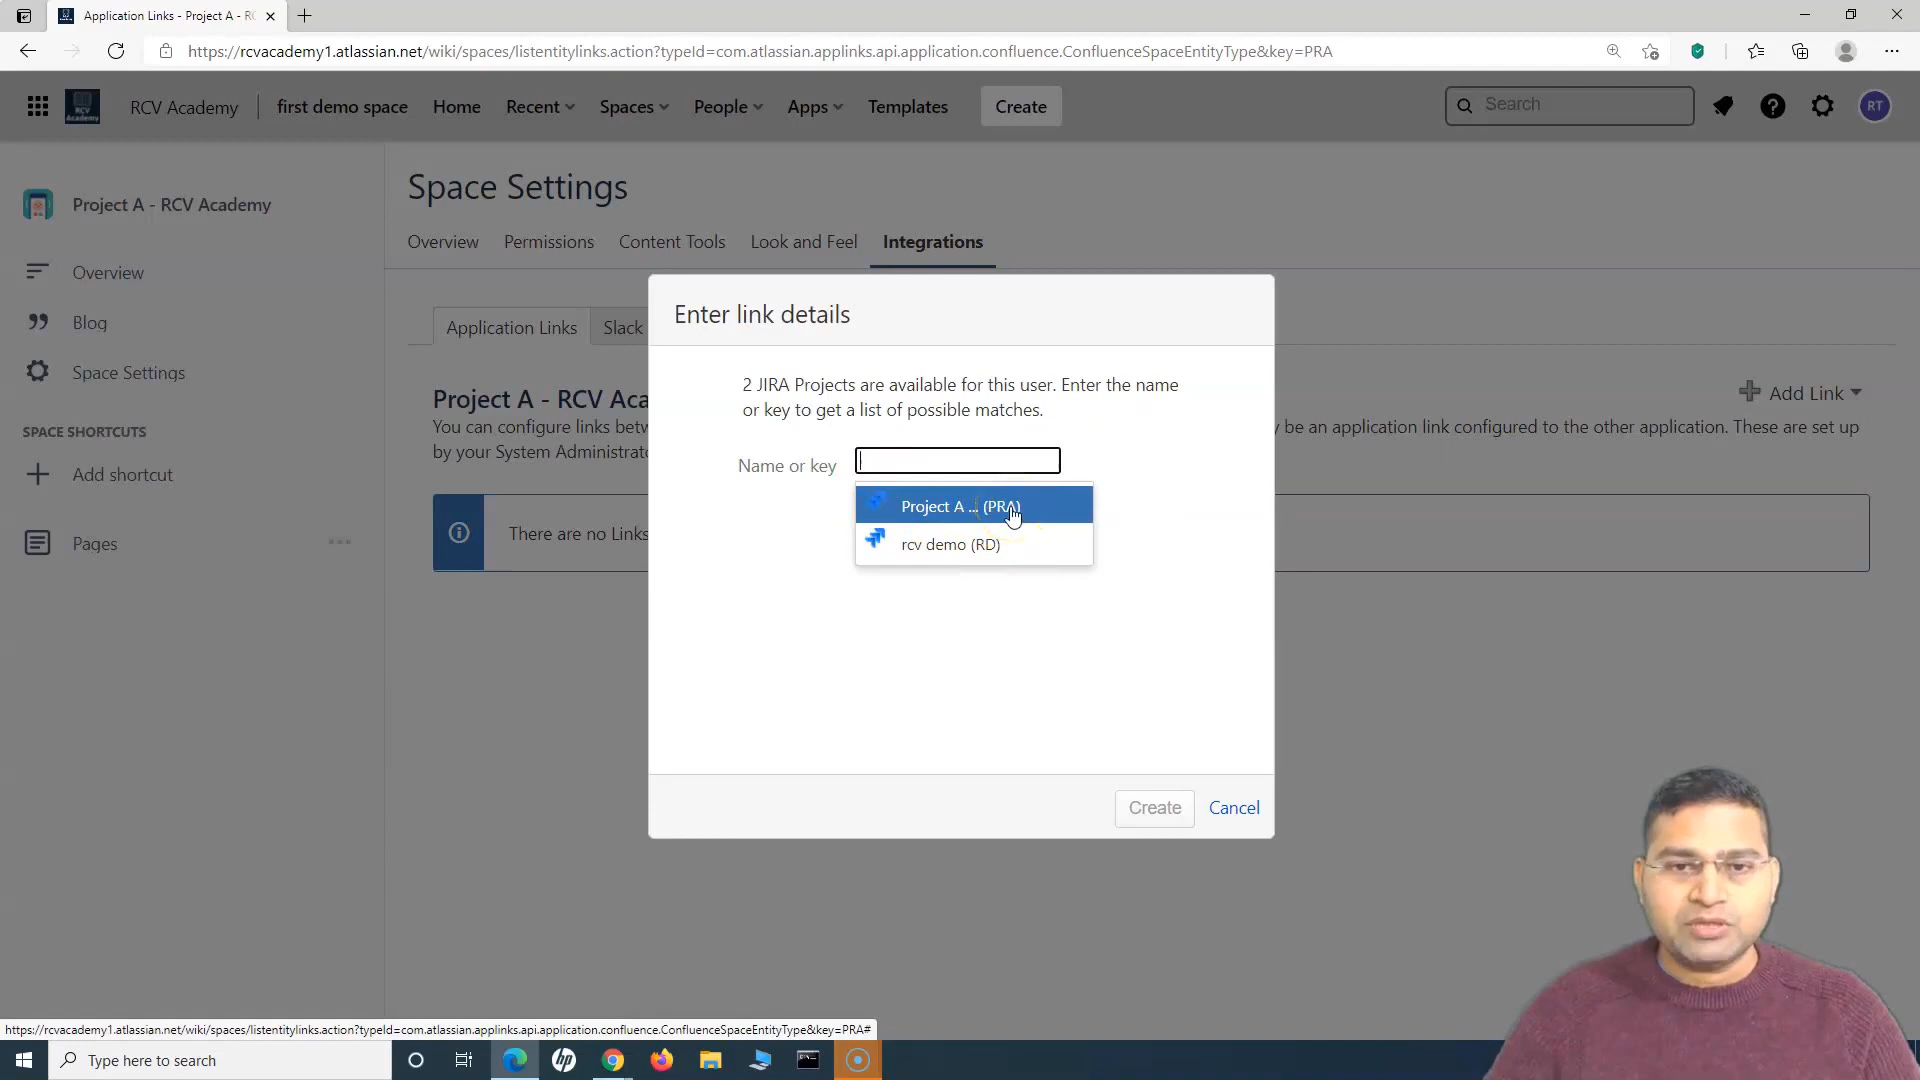 Application Links - Project A - RC
https://rcvacademy1.atlassian.net/wiki/spaces/listentitylinks.action?typeId=com.atlassian.applinks.api.application.confluence.ConfluenceSpaceEntityType&key=PRA
RCV Academy
RCV Academy
first demo space
Home
Recent
Spaces
People
Apps
Templates
Create
Search
RT
Project A - RCV Academy
Overview
Blog
Space Settings
SPACE SHORTCUTS
Add shortcut
Pages
Space Settings
Overview
Permissions
Content Tools
Look and Feel
Integrations
Application Links
Slack
Project A - RCV Aca
Add Link
You can configure links betw
y be an application link configured to the other application. These are set up
by your System Administrato
There are no Links
Enter link details
2 JIRA Projects are available for this user. Enter the name
or key to get a list of possible matches.
Name or key
Project A ... (PRA)
rcv demo (RD)
Create
Cancel
https://rcvacademy1.atlassian.net/wiki/spaces/listentitylinks.action?typeId=com.atlassian.applinks.api.application.confluence.ConfluenceSpaceEntityType&key=PRA#
Type here to search
hp